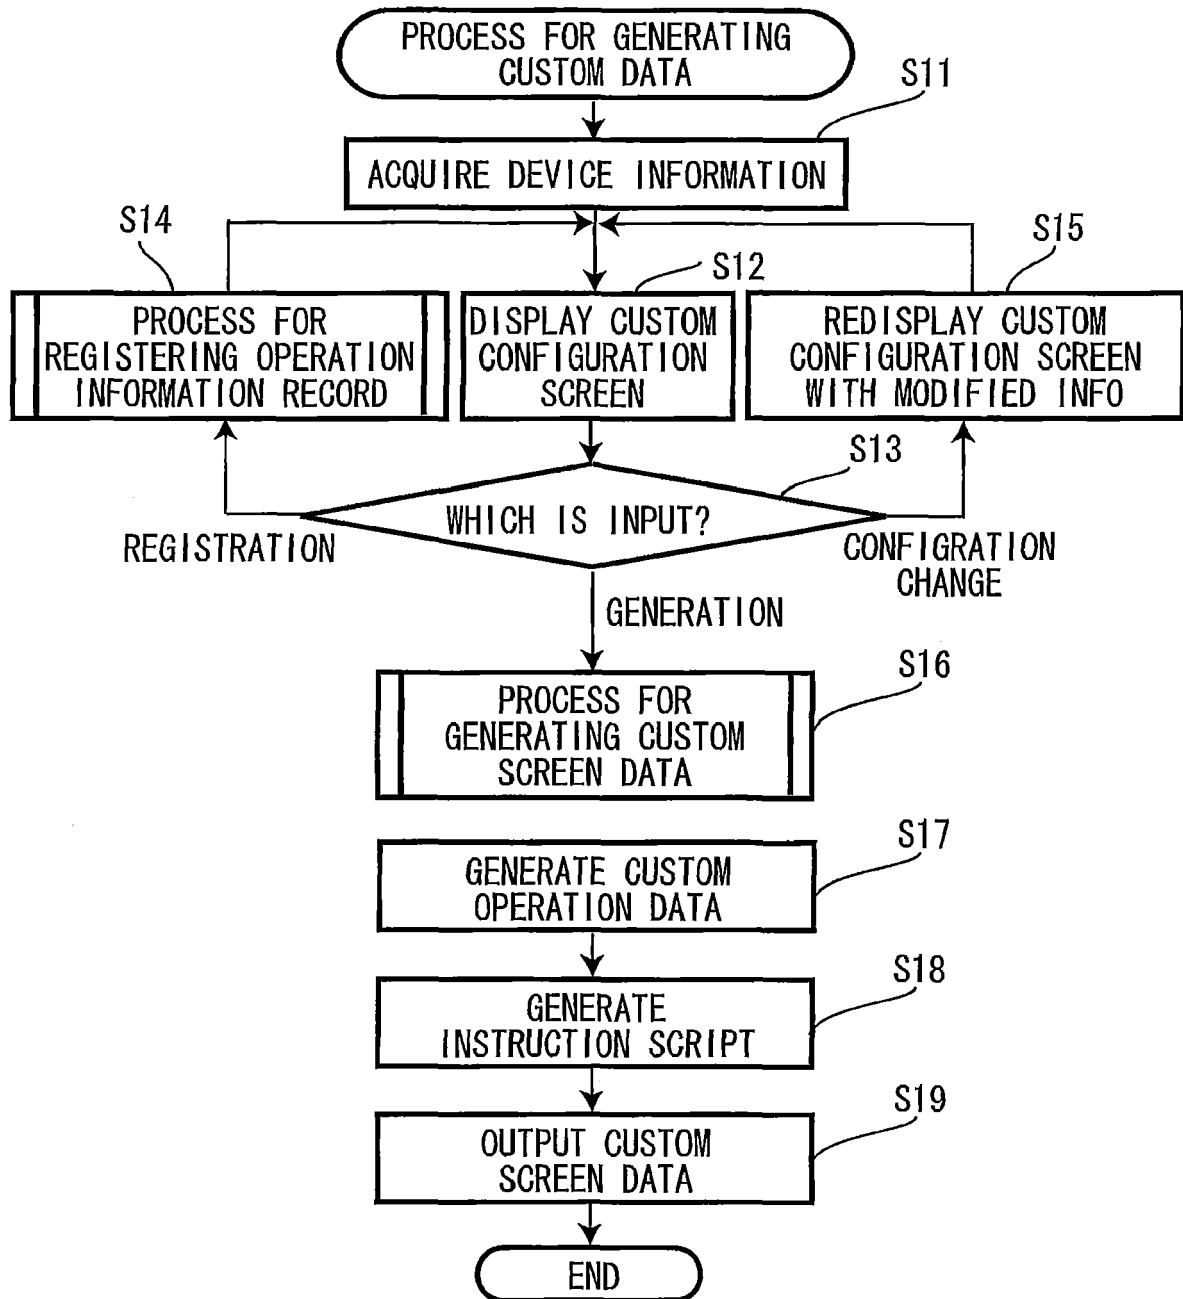 PROCESS FOR GENERATING
CUSTOM DATA
S11
ACQUIRE DEVICE INFORMATION
S14
PROCESS FOR
REGISTERING OPERATION
INFORMATION RECORD
S12
DISPLAY CUSTOM
CONFIGURATION
SCREEN
S15
REDISPLAY CUSTOM
CONFIGURATION SCREEN
WITH MODIFIED INFO
S13
WHICH IS INPUT?
REGISTRATION
CONFIGRATION
CHANGE
GENERATION
S16
PROCESS FOR
GENERATING CUSTOM
SCREEN DATA
S17
GENERATE CUSTOM
OPERATION DATA
S18
GENERATE
INSTRUCTION SCRIPT
S19
OUTPUT CUSTOM
SCREEN DATA
END